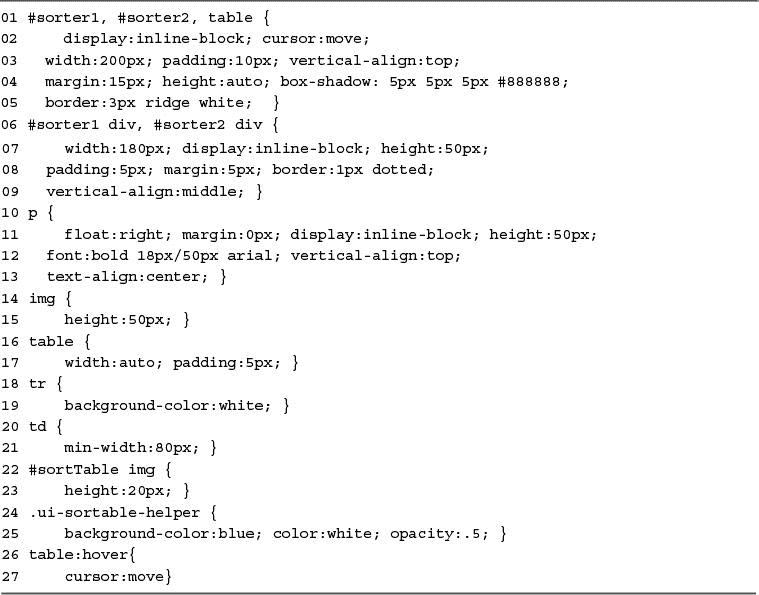 01 #sorter1, #sorter2, table {
02     display:inline-block; cursor:move;
03   width:200px; padding:10px; vertical-align:top;
04   margin:15px; height:auto; box-shadow: 5px 5px 5px #888888;
05   border:3px ridge white;  }
06 #sorter1 div, #sorter2 div {
07     width:180px; display:inline-block; height:50px;
08   padding:5px; margin:5px; border:1px dotted;
09   vertical-align:middle; }
10 p {
11     float:right; margin:0px; display:inline-block; height:50px;
12   font:bold 18px/50px arial; vertical-align:top;
13   text-align:center; }
14 img {
15     height:50px; }
16 table {
17     width:auto; padding:5px; }
18 tr {
19     background-color:white; }
20 td {
21     min-width:80px; }
22 #sortTable img {
23     height:20px; }
24 .ui-sortable-helper {
25     background-color:blue; color:white; opacity:.5; }
26 table:hover{
27     cursor:move}